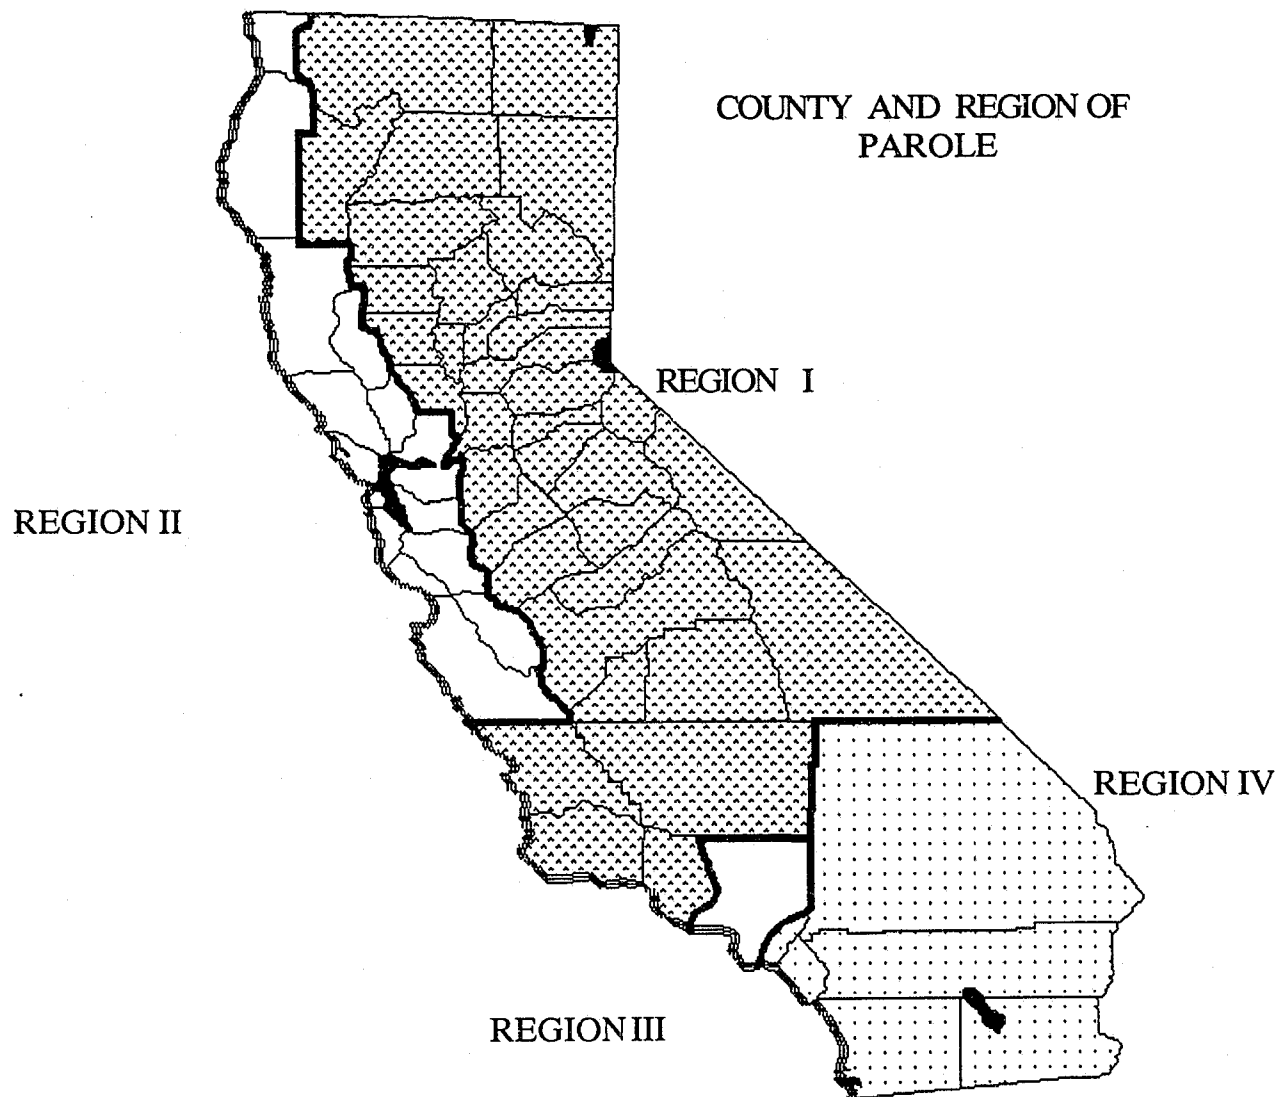 COUNTY AND REGION OF
PAROLE
REGION I
REGION II
REGION IV
REGION III